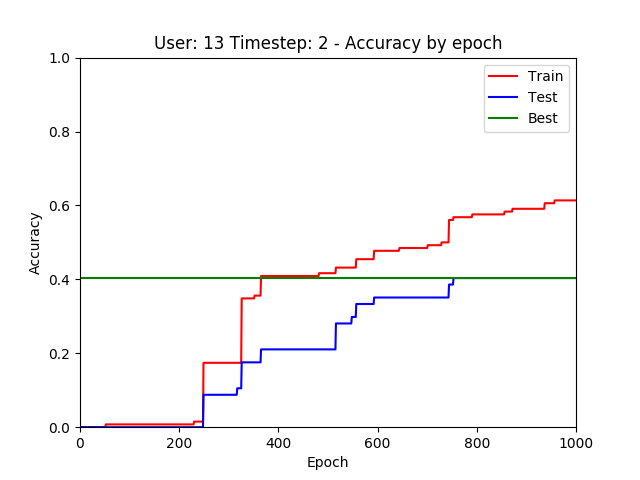 User: 13 Timestep: 2 - Accuracy by epoch
1.0
0.8
0.6
0.4
0.2
0.0
Accuracy
Train
Test
Best
0 200 400 600 800 1000
Epoch